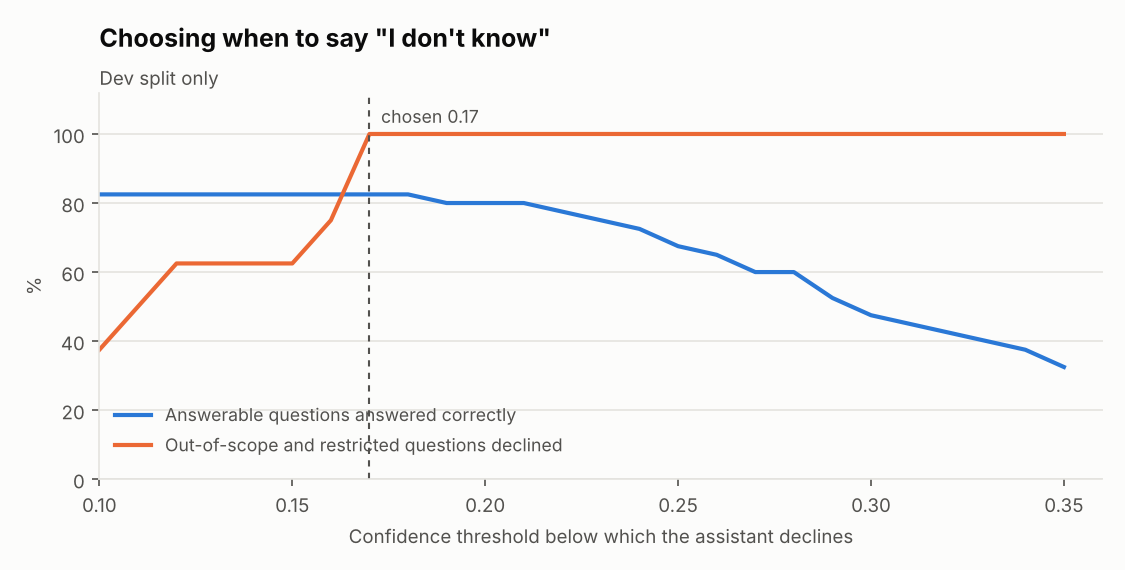 Choosing when to say "I don't know"
Dev split only
chosen 0.17
100
80
60
40
20
0
%
Answerable questions answered correctly
Out-of-scope and restricted questions declined
0.10 0.15 0.20 0.25 0.30 0.35
Confidence threshold below which the assistant declines